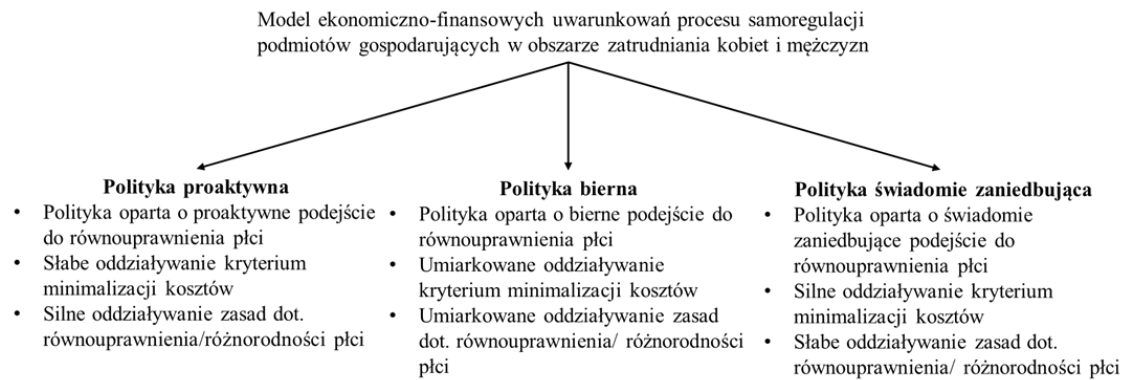 Model ekonomiczno-finansowych uwarunkowań procesu samoregulacji
podmiotów gospodarujących w obszarze zatrudniania kobiet i mężczyzn
Polityka proaktywna
• Polityka oparta o proaktywne podejście
do równouprawnienia płci
• Słabe oddziaływanie kryterium
minimalizacji kosztów
• Silne oddziaływanie zasad dot.
równouprawnienia/różnorodności płci
Polityka bierna
• Polityka oparta o bierne podejście do
równouprawnienia płci
• Umiarkowane oddziaływanie
kryterium minimalizacji kosztów
• Umiarkowane oddziaływanie zasad
dot. równouprawnienia/ różnorodności
płci
Polityka świadomie zaniedbująca
• Polityka oparta o świadome
zaniedbujące podejście do
równouprawnienia płci
• Silne oddziaływanie kryterium
minimalizacji kosztów
• Słabe oddziaływanie zasad dot.
równouprawnienia/ różnorodności płci